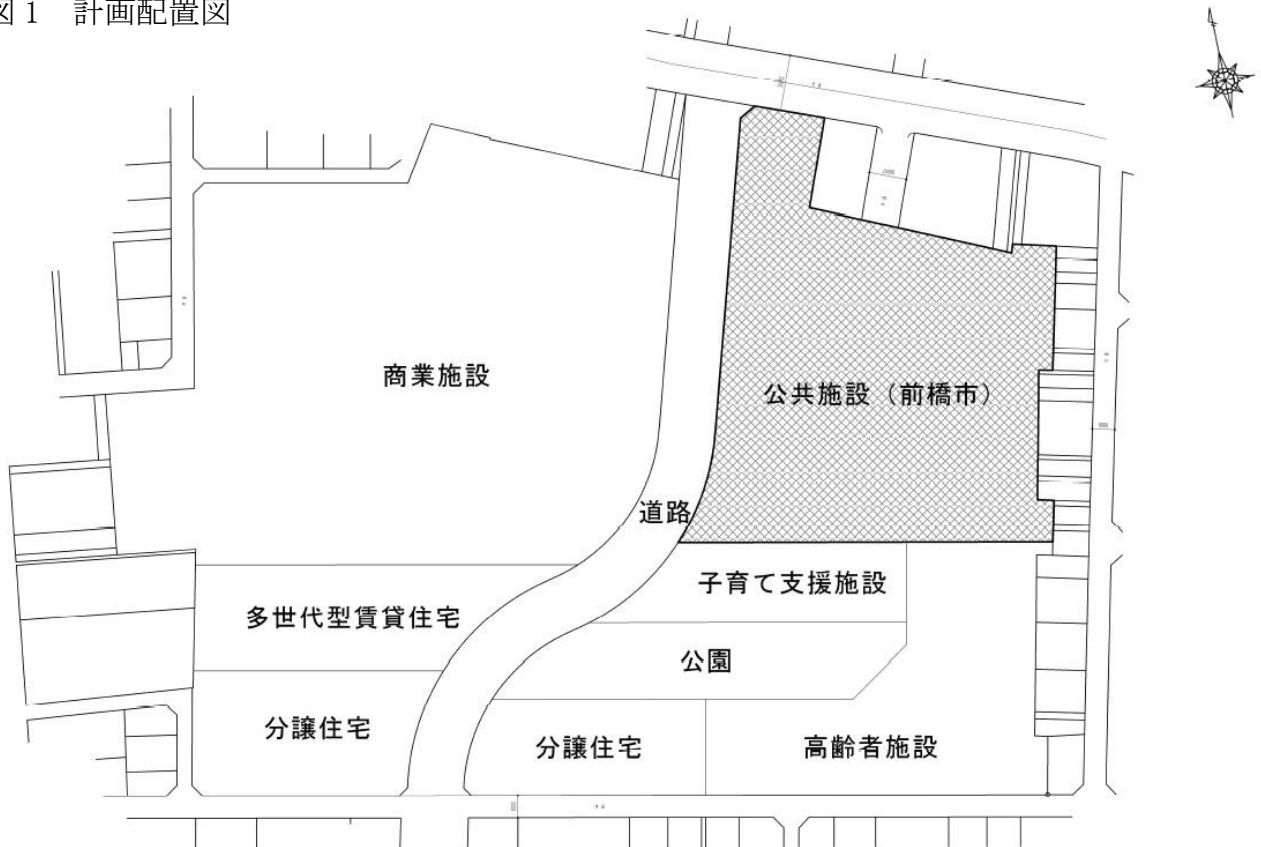 図1 計画配置図
商業施設
公共施設（前橋市）
道路
子育て支援施設
多世代型賃貸住宅
公園
分譲住宅
分譲住宅
高齢者施設